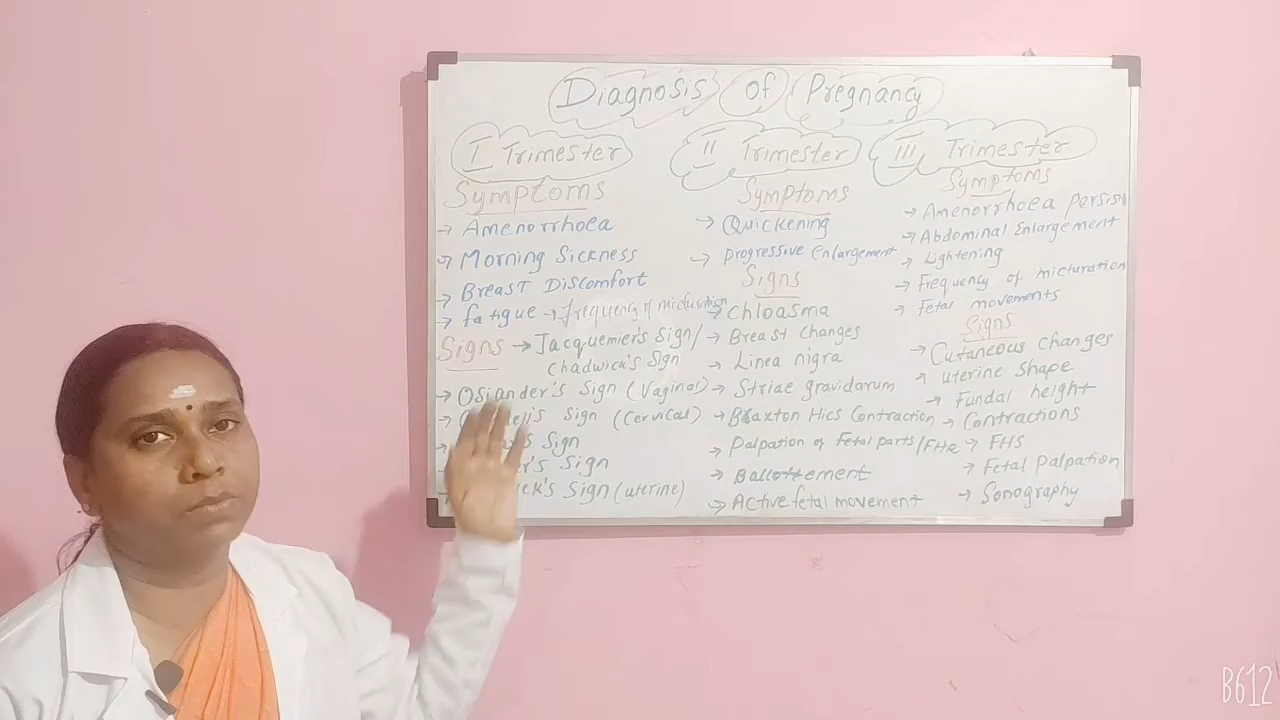 Diagnosis of Pregnancy
I Trimester
Symptoms
→ Amenorrhoea
→ Morning Sickness
→ Breast Discomfort
→ fatigue → frequency of micturation
Signs → Jacquemier's Sign/
chadwick's Sign
→ Osiander's Sign (Vaginal)
Sign (Cervical)
Sign
Sign
Sign (uterine)
II Trimester
Symptoms
→ Quickening
→ Progressive Enlargement
Signs
→ chloasma
→ Breast changes
→ Linea nigra
→ Striae gravidarum
→ Braxton Hics Contraction
→ Palpation of Fetal parts/FHR
→ Ballottement
→ Active fetal movement
III Trimester
Symptoms
→ Amenorrhoea Persist
→ Abdominal Enlargement
→ Lightening
→ Frequency of micturation
→ Fetal movements
Signs
→ Cutaneous changes
→ uterine shape
→ Fundal height
→ Contractions
→ FHS
→ Fetal Palpation
→ Sonography
B612